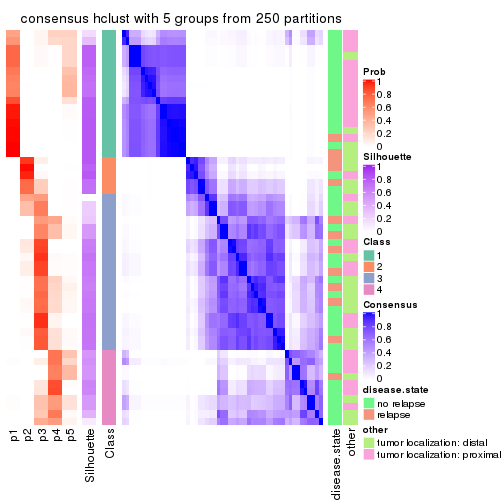 consensus hclust with 5 groups from 250 partitions
Prob
1
0.8
0.6
0.4
0.2
0
Silhouette
1
0.8
0.6
0.4
0.2
0
Class
1
2
3
4
Consensus
1
0.8
0.6
0.4
0.2
0
disease.state
no relapse
relapse
other
tumor localization: distal
tumor localization: proximal
p1
p2
p3
p4
p5
Silhouette
Class
disease.state
other